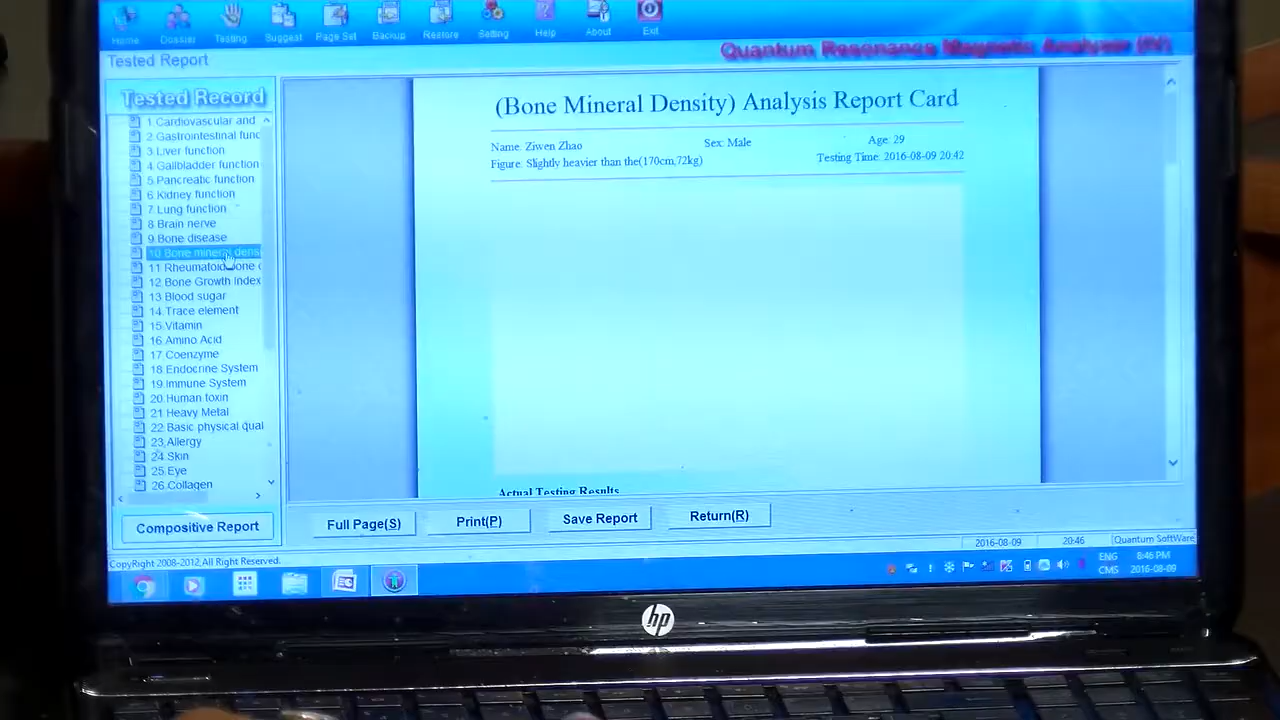 Home Dossier Testing Suggest Page Set Backup Restore Setting Help About Exit
Quantum Resonance Magnetic Analyzer (IV)
Tested Report
Tested Record
1 Cardiovascular and
2 Gastrointestinal func
3 Liver function
4 Gallbladder function
5 Pancreatic function
6 Kidney function
7 Lung function
8 Brain nerve
9 Bone disease
10 Bone mineral dens
11 Rheumatoid bone
12 Bone Growth Index
13 Blood sugar
14 Trace element
15 Vitamin
16 Amino Acid
17 Coenzyme
18 Endocrine System
19 Immune System
20 Human toxin
21 Heavy Metal
22 Basic physical qual
23 Allergy
24 Skin
25 Eye
26 Collagen
Compositive Report
(Bone Mineral Density) Analysis Report Card
Name: Ziwen Zhao Sex: Male Age: 29
Figure: Slightly heavier than the(170cm,72kg) Testing Time: 2016-08-09 20:42
Actual Testing Results
Full Page(S) Print(P) Save Report Return(R)
2016-08-09 20:46 Quantum SoftWare
CopyRight 2008-2012,All Right Reserved.
ENG 8:46 PM
CMS 2016-08-09
hp